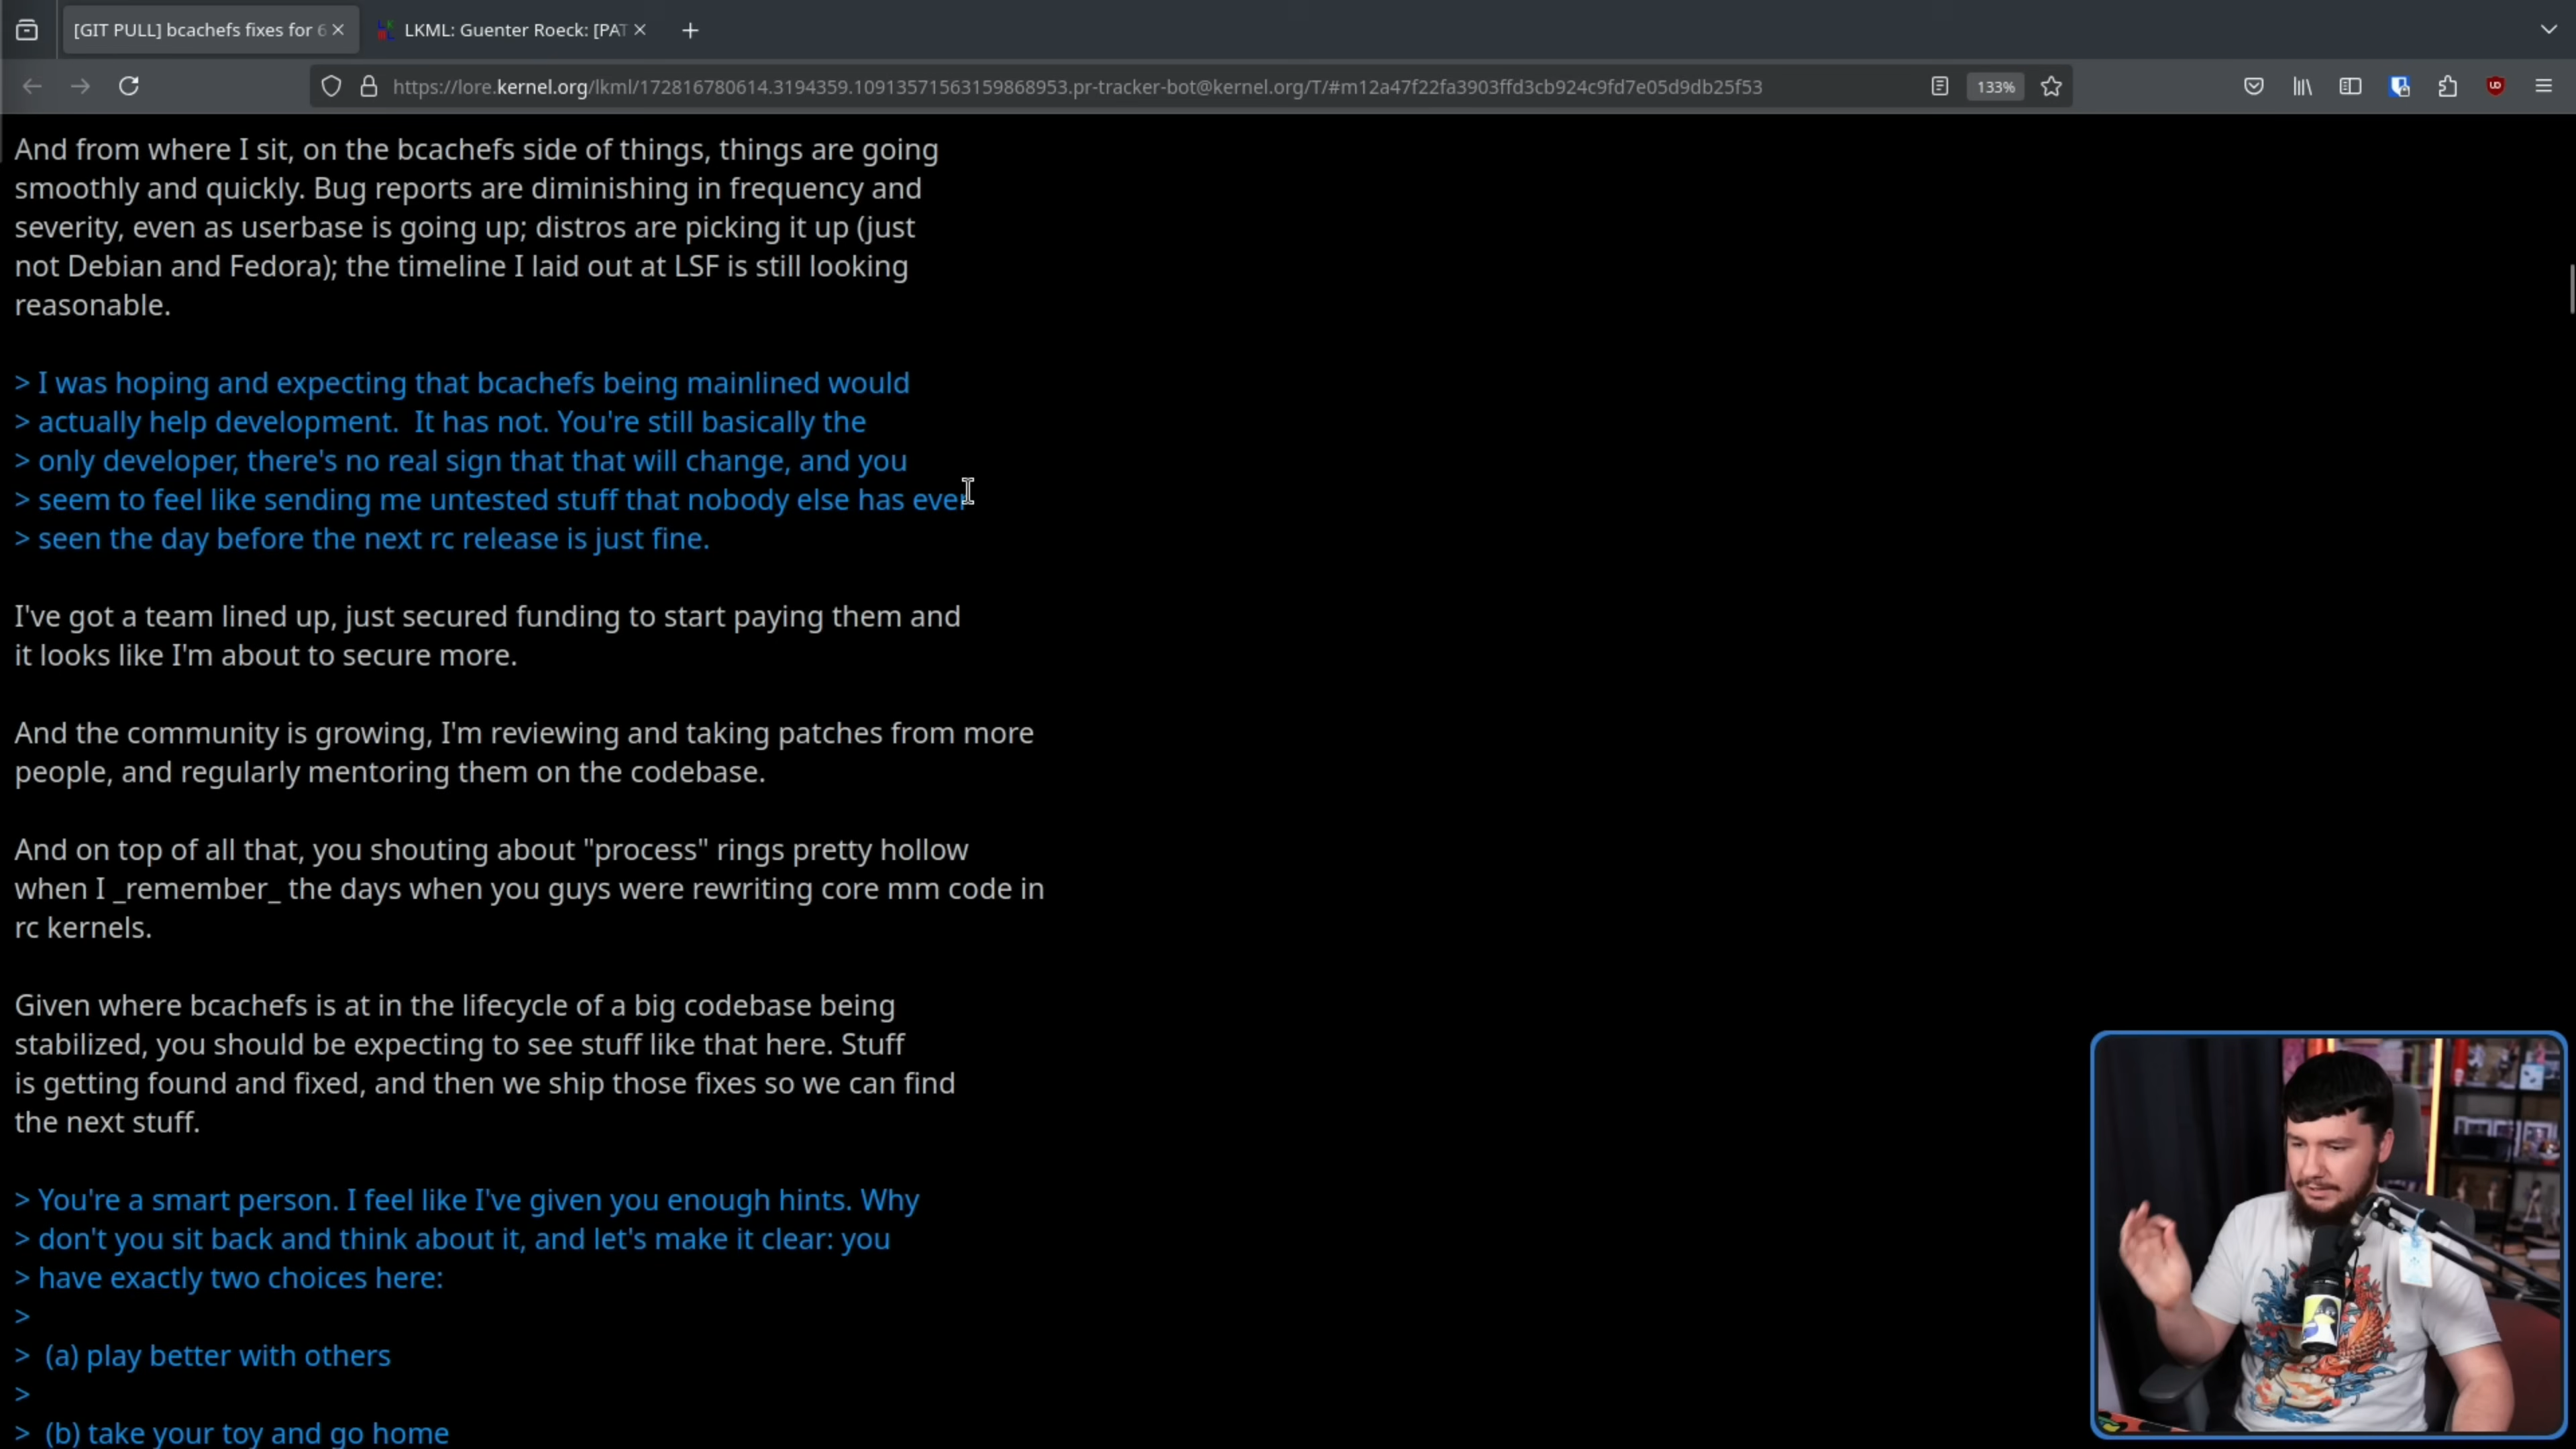 [GIT PULL] bcachefs fixes for 6
LKML: Guenter Roeck: [PAT
https://lore.kernel.org/lkml/172816780614.3194359.10913571563159868953.pr-tracker-bot@kernel.org/T/#m12a47f22fa3903ffd3cb924c9fd7e05d9db25f53
133%
And from where I sit, on the bcachefs side of things, things are going
smoothly and quickly. Bug reports are diminishing in frequency and
severity, even as userbase is going up; distros are picking it up (just
not Debian and Fedora); the timeline I laid out at LSF is still looking
reasonable.
> I was hoping and expecting that bcachefs being mainlined would
> actually help development.  It has not. You're still basically the
> only developer, there's no real sign that that will change, and you
> seem to feel like sending me untested stuff that nobody else has ever
> seen the day before the next rc release is just fine.
I've got a team lined up, just secured funding to start paying them and
it looks like I'm about to secure more.
And the community is growing, I'm reviewing and taking patches from more
people, and regularly mentoring them on the codebase.
And on top of all that, you shouting about "process" rings pretty hollow
when I _remember_ the days when you guys were rewriting core mm code in
rc kernels.
Given where bcachefs is at in the lifecycle of a big codebase being
stabilized, you should be expecting to see stuff like that here. Stuff
is getting found and fixed, and then we ship those fixes so we can find
the next stuff.
> You're a smart person. I feel like I've given you enough hints. Why
> don't you sit back and think about it, and let's make it clear: you
> have exactly two choices here:
>
>  (a) play better with others
>
>  (b) take your toy and go home